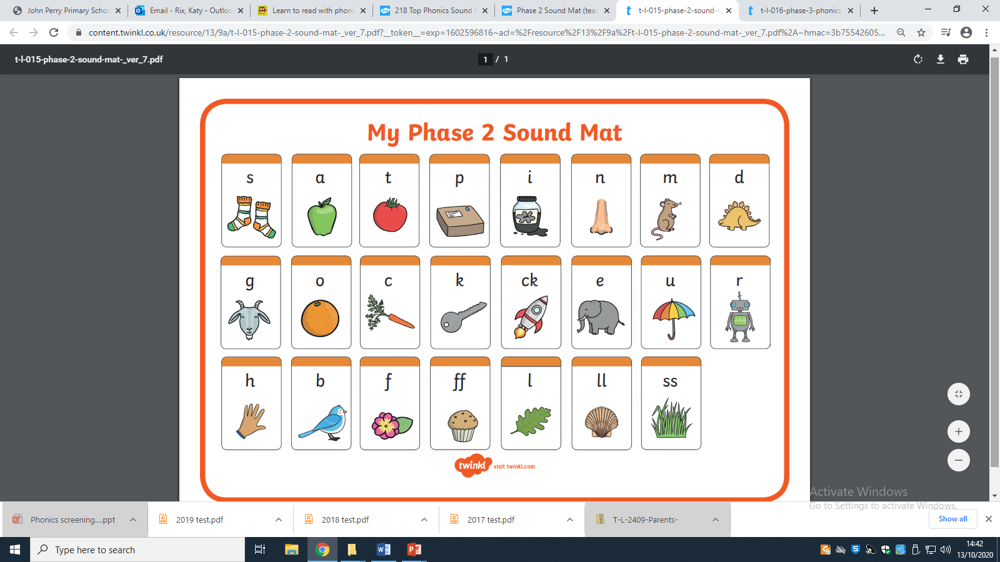 John Perry Primary Schoo
Email - Rix, Katy - Outloo
Learn to read with phoni
218 Top Phonics Sound M
Phase 2 Sound Mat (teac
t-l-015-phase-2-sound-m
t-l-016-phase-3-phonics
content.twinkl.co.uk/resource/13/9a/t-l-015-phase-2-sound-mat-_ver_7.pdf?__token__=exp=1602596816~acl=%2Fresource%2F13%2F9a%2Ft-l-015-phase-2-sound-mat-_ver_7.pdf%2A~hmac=3b75542605...
t-l-015-phase-2-sound-mat-_ver_7.pdf
1 / 1
My Phase 2 Sound Mat
s a t p i n m d
g o c k ck e u r
h b f ff l ll ss
twinkl visit twinkl.com
Activate Windows
Go to Settings to activate Windows.
Phonics screening....ppt
2019 test.pdf
2018 test.pdf
2017 test.pdf
T-L-2409-Parents-
Show all
Type here to search
14:42
13/10/2020